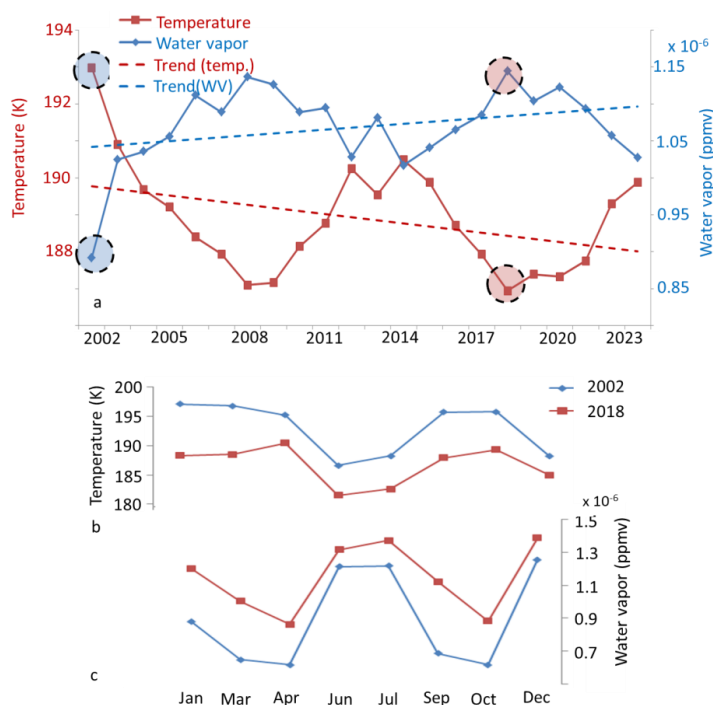 194
192
190
188
Temperature (K)
Temperature
Water vapor
Trend (temp.)
Trend(WV)
x 10-6
1.15
1.05
0.95
0.85
Water vapor (ppmv)
a
2002 2005 2008 2011 2014 2017 2020 2023
200
195
190
185
180
Temperature (K)
2002
2018
b
x 10-6
1.5
1.3
1.1
0.9
0.7
Water vapor (ppmv)
c
Jan Mar Apr Jun Jul Sep Oct Dec